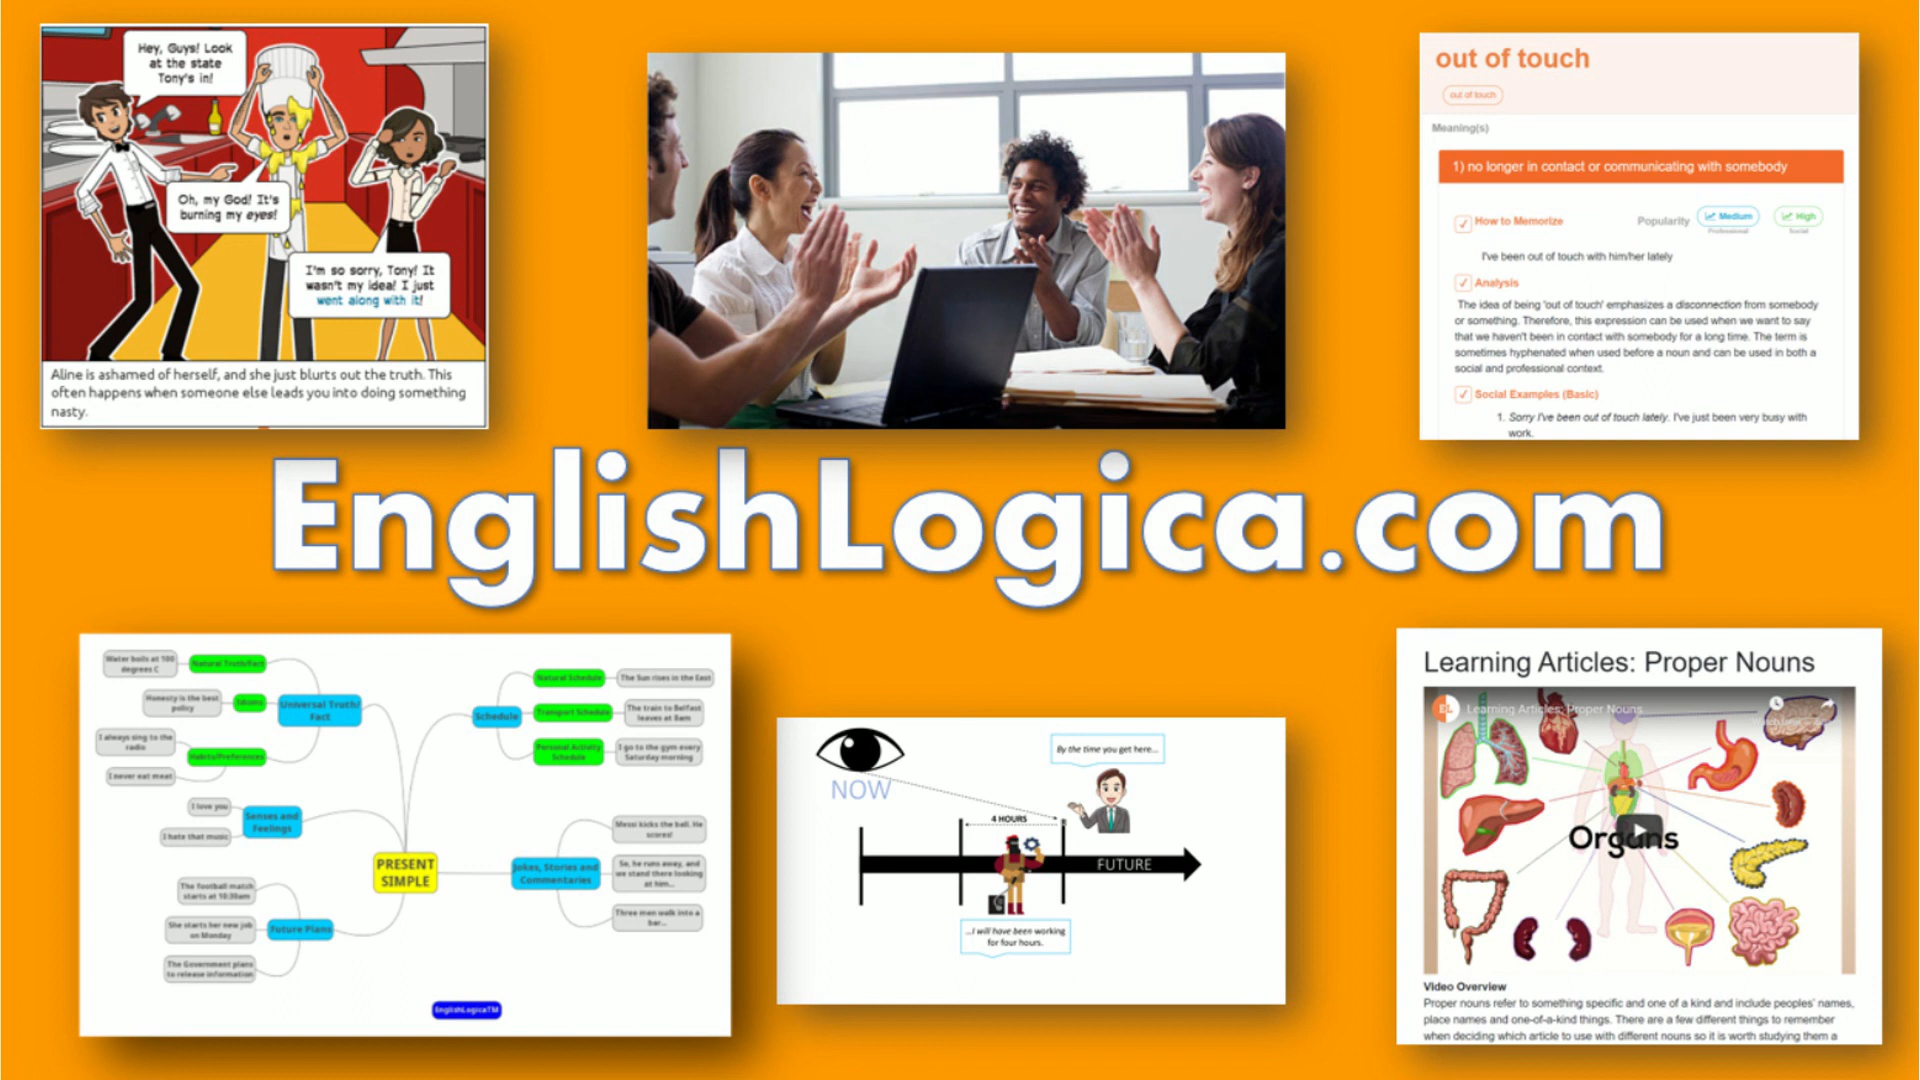 Hey, Guys! Look
at the state
Tony's in!
Oh, my God! It's
burning my eyes!
I'm so sorry, Tony! It
wasn't my idea! I just
went along with it!
Aline is ashamed of herself, and she just blurts out the truth. This
often happens when someone else leads you into doing something
nasty.
out of touch
out of touch
Meaning(s)
1) no longer in contact or communicating with somebody
How to Memorize
Popularity
Medium
High
Professional
Social
I've been out of touch with him/her lately
Analysis
The idea of being 'out of touch' emphasizes a disconnection from somebody
or something. Therefore, this expression can be used when we want to say
that we haven't been in contact with somebody for a long time. The term is
sometimes hyphenated when used before a noun and can be used in both a
social and professional context.
Social Examples (Basic)
1. Sorry I've been out of touch lately. I've just been very busy with
work.
EnglishLogica.com
Water boils at 100
degrees C
Natural Truth/Fact
Honesty is the best
policy
Idioms
Universal Truth/
Fact
I always sing to the
radio
Habits/Preferences
I never eat meat
I love you
I hate that music
Senses and
Feelings
PRESENT
SIMPLE
The football match
starts at 10:30am
She starts her new job
on Monday
Future Plans
The Government plans
to release information
Natural Schedule
The Sun rises in the East
Schedule
Transport Schedule
The train to Belfast
leaves at 8am
Personal Activity
Schedule
I go to the gym every
Saturday morning
Jokes, Stories and
Commentaries
Messi kicks the ball. He
scores!
So, he runs away, and
we stand there looking
at him...
Three men walk into a
bar...
EnglishLogicaTM
NOW
By the time you get here...
4 HOURS
FUTURE
...I will have been working
for four hours.
Learning Articles: Proper Nouns
EL
Learning Articles: Proper Nouns
Organs
Video Overview
Proper nouns refer to something specific and one of a kind and include peoples' names,
place names and one-of-a-kind things. There are a few different things to remember
when deciding which article to use with different nouns so it is worth studying them a